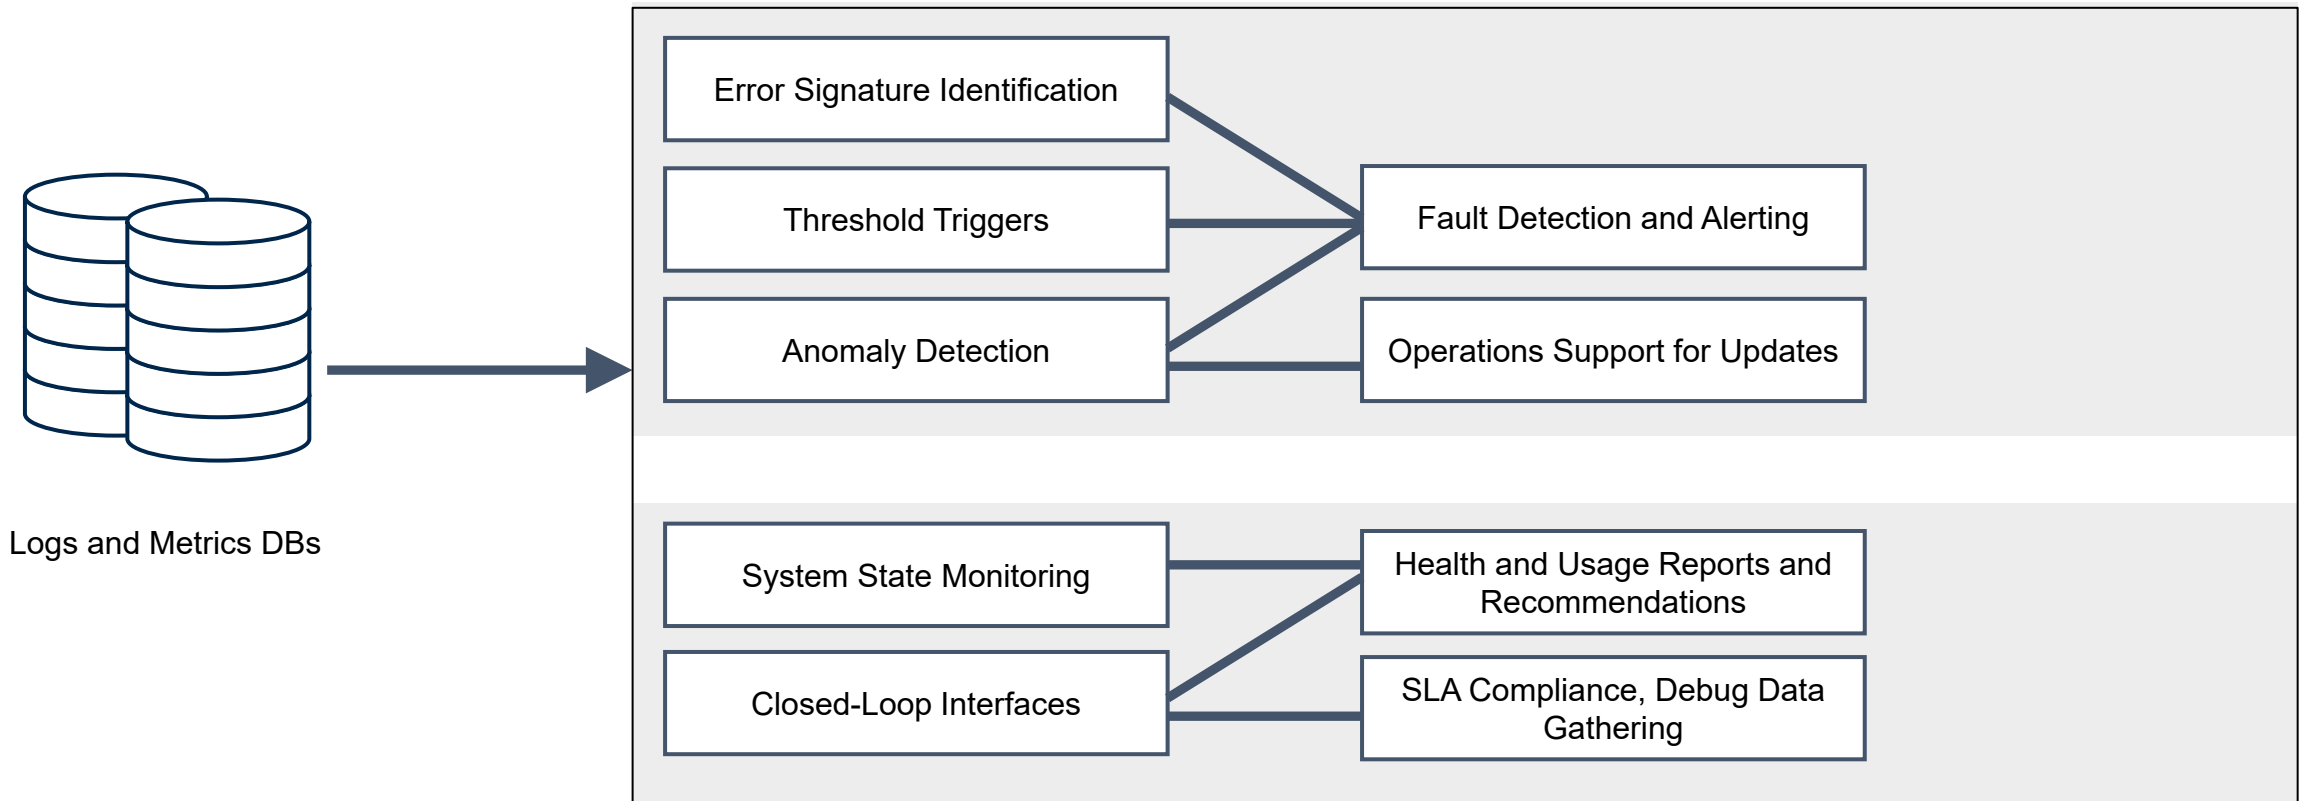 Error Signature Identification
Threshold Triggers
Fault Detection and Alerting
Anomaly Detection
Operations Support for Updates
Logs and Metrics DBs
System State Monitoring
Health and Usage Reports and
Recommendations
Closed-Loop Interfaces
SLA Compliance, Debug Data
Gathering